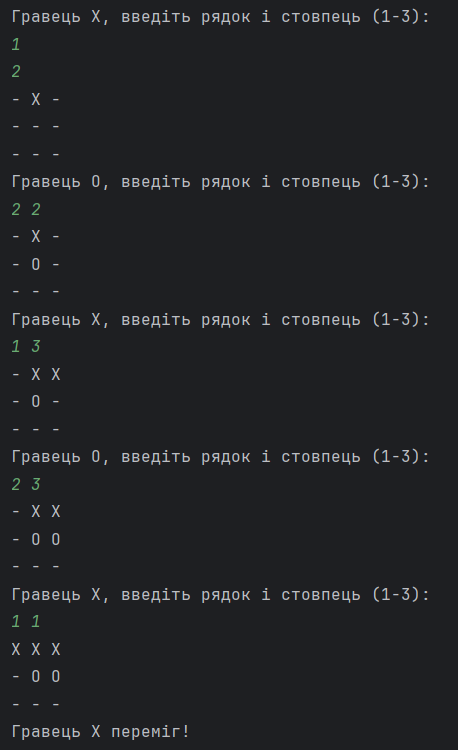 Гравець X, введіть рядок і стовпець (1-3):
1
2
- X -
- - -
- - -
Гравець O, введіть рядок і стовпець (1-3):
2 2
- X -
- O -
- - -
Гравець X, введіть рядок і стовпець (1-3):
1 3
- X X
- O -
- - -
Гравець O, введіть рядок і стовпець (1-3):
2 3
- X X
- O O
- - -
Гравець X, введіть рядок і стовпець (1-3):
1 1
X X X
- O O
- - -
Гравець X переміг!